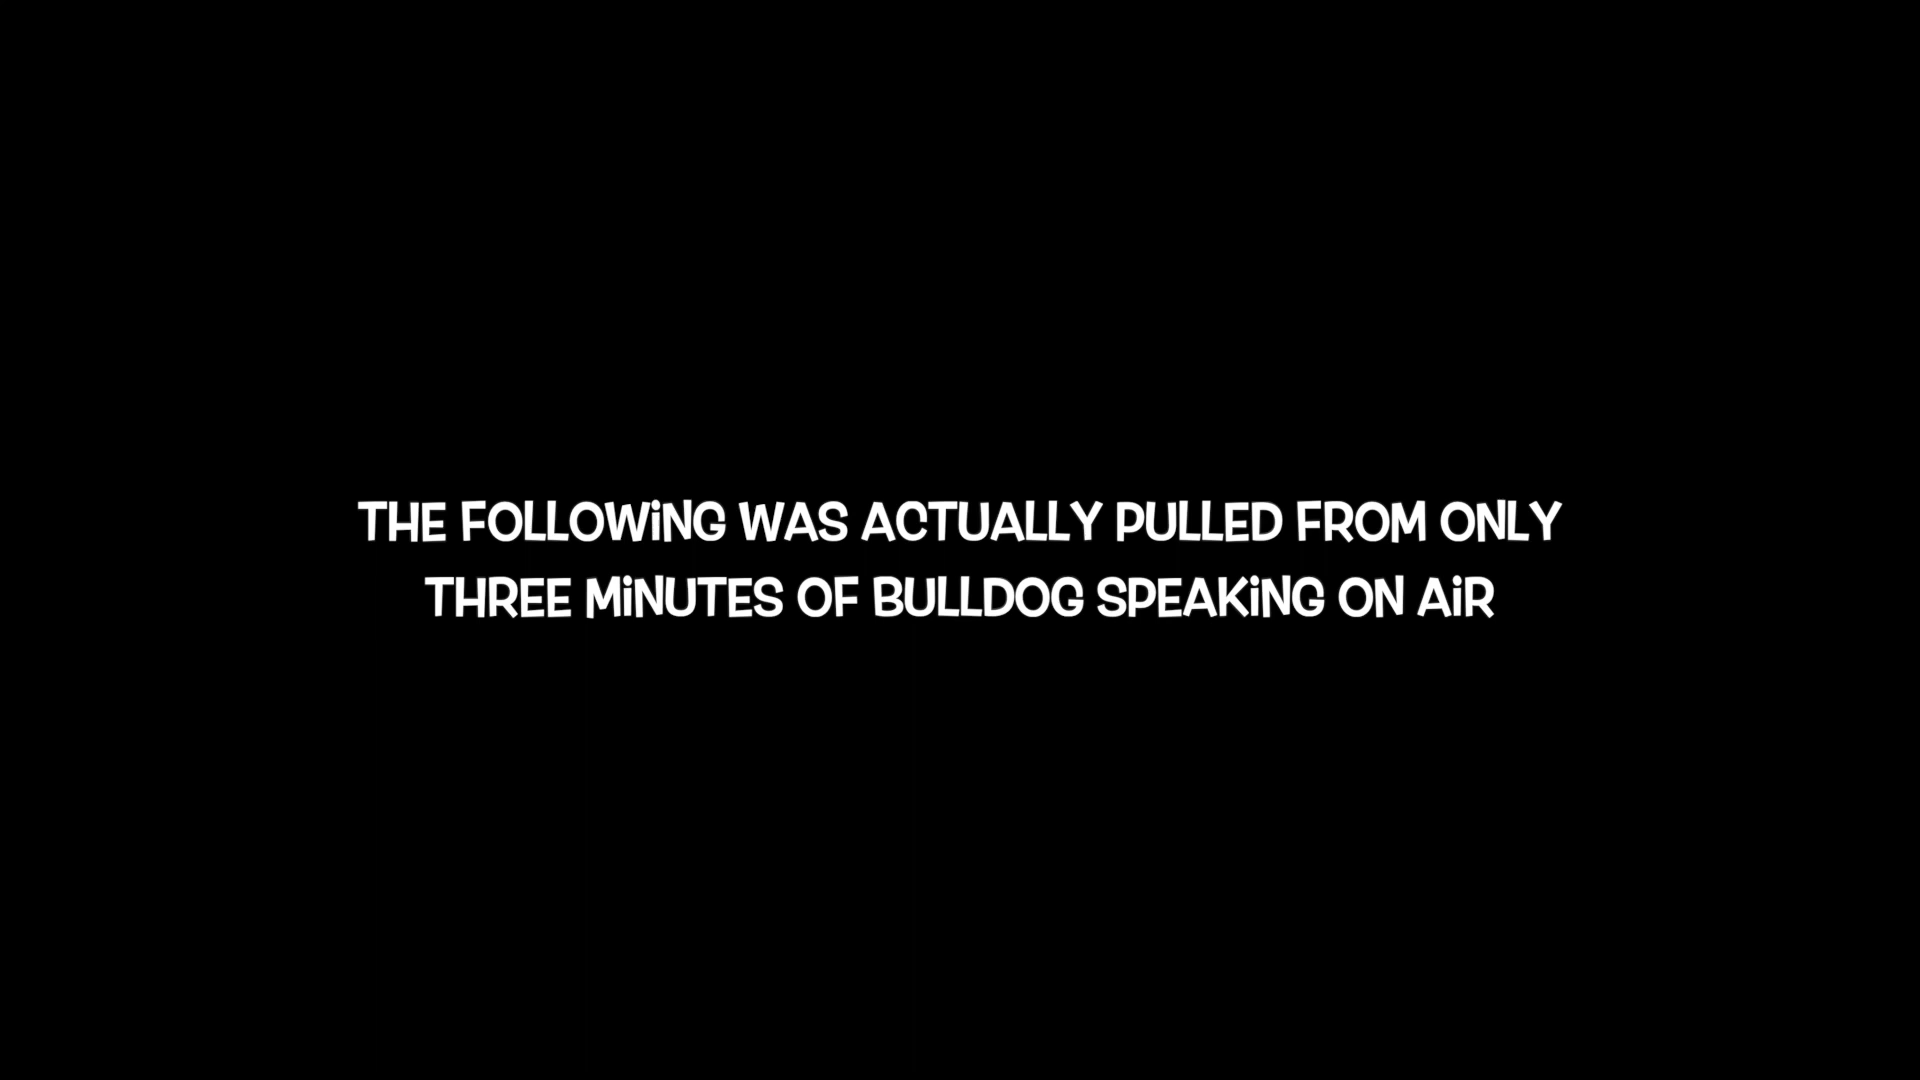 THE FOLLOWiNG WAS ACTUALLY PULLED FROM ONLY
THREE MiNUTES OF BULLDOG SPEAKiNG ON AiR